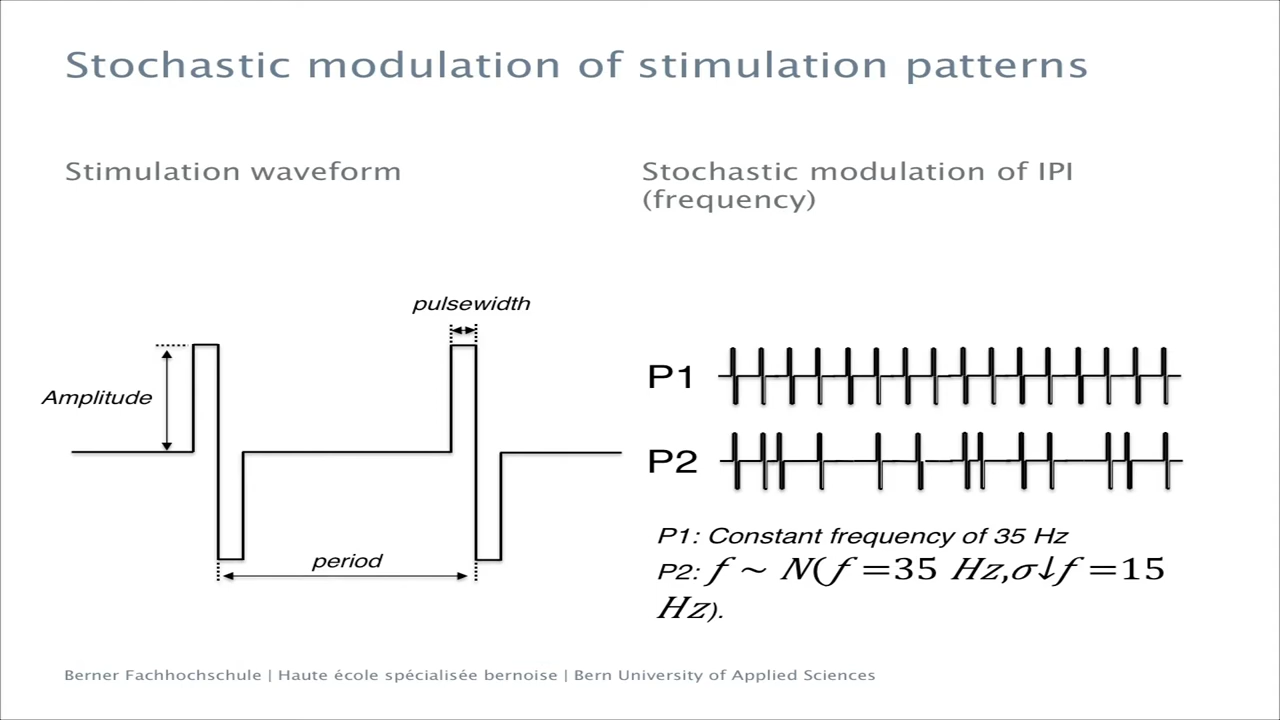 Stochastic modulation of stimulation patterns
Stimulation waveform
Stochastic modulation of IPI
(frequency)
pulsewidth
Amplitude
period
P1
P2
P1: Constant frequency of 35 Hz
P2: f ~ N(f =35 Hz,σ↓f =15
Hz).
Berner Fachhochschule | Haute école spécialisée bernoise | Bern University of Applied Sciences